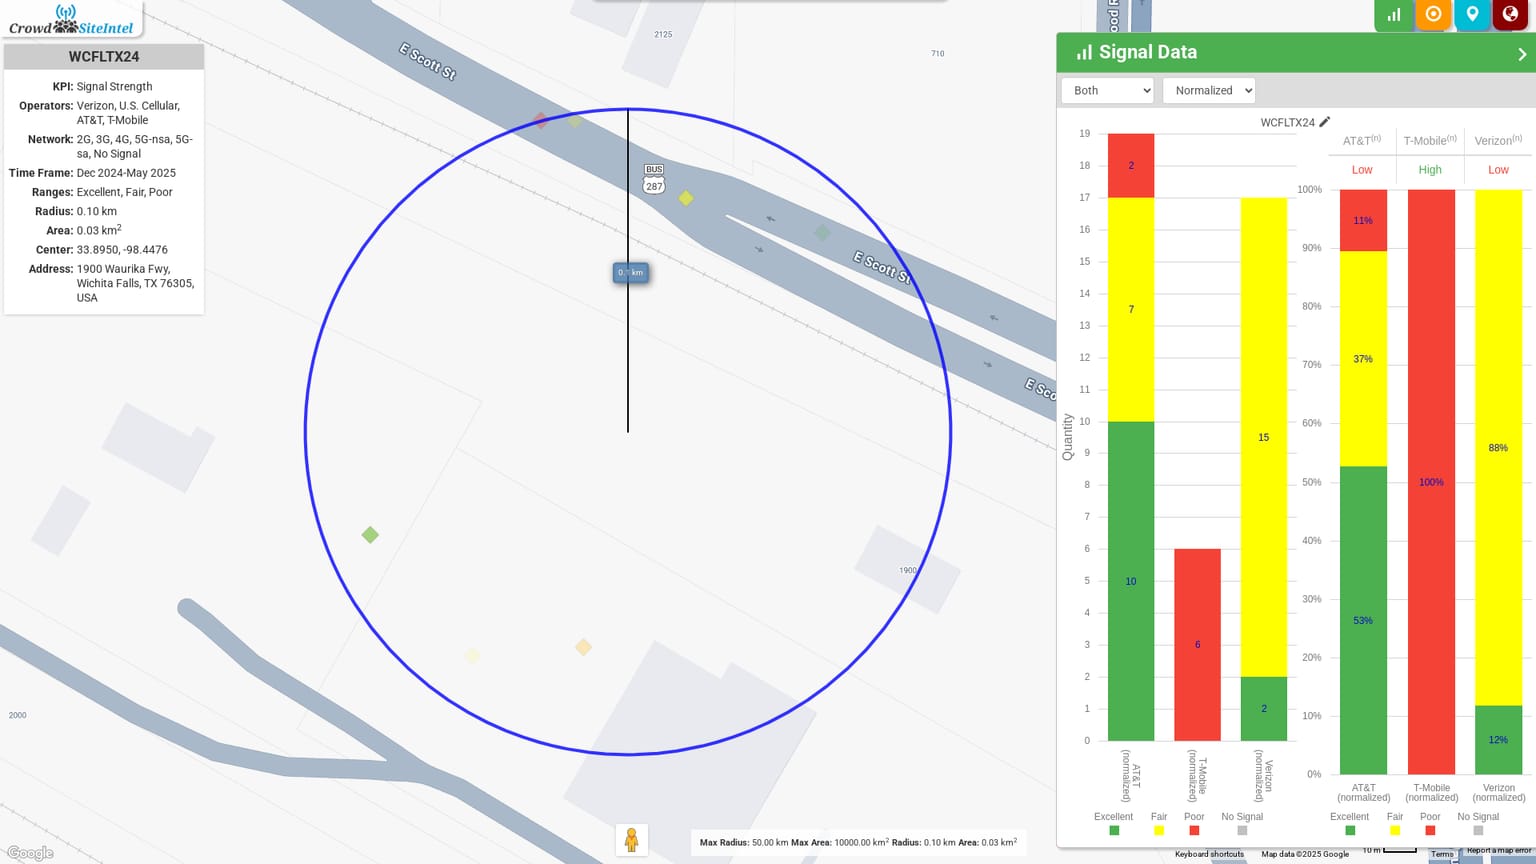 Crowd SiteIntel
WCFLTX24
KPI: Signal Strength
Operators: Verizon, U.S. Cellular,
AT&T, T-Mobile
Network: 2G, 3G, 4G, 5G-nsa, 5G-
sa, No Signal
Time Frame: Dec 2024-May 2025
Ranges: Excellent, Fair, Poor
Radius: 0.10 km
Area: 0.03 km²
Center: 33.8950, -98.4476
Address: 1900 Waurika Fwy,
Wichita Falls, TX 76305,
USA
E Scott St
2125
710
BUS
287
0.1 km
E Scott St
E Sco
1900
2000
Google
Max Radius: 50.00 km Max Area: 10000.00 km² Radius: 0.10 km Area: 0.03 km²
ood R
Signal Data
Both
Normalized
WCFLTX24
Quantity
19
18
17
16
15
14
13
12
11
10
9
8
7
6
5
4
3
2
1
0
2
7
10
6
15
2
AT&T
(normalized)
T-Mobile
(normalized)
Verizon
(normalized)
Excellent Fair Poor No Signal
AT&T(n) T-Mobile(n) Verizon(n)
Low High Low
100%
90%
80%
70%
60%
50%
40%
30%
20%
10%
0%
11%
37%
53%
100%
88%
12%
AT&T
(normalized)
T-Mobile
(normalized)
Verizon
(normalized)
Excellent Fair Poor No Signal
Keyboard shortcuts Map data ©2025 Google 10 m Terms Report a map error